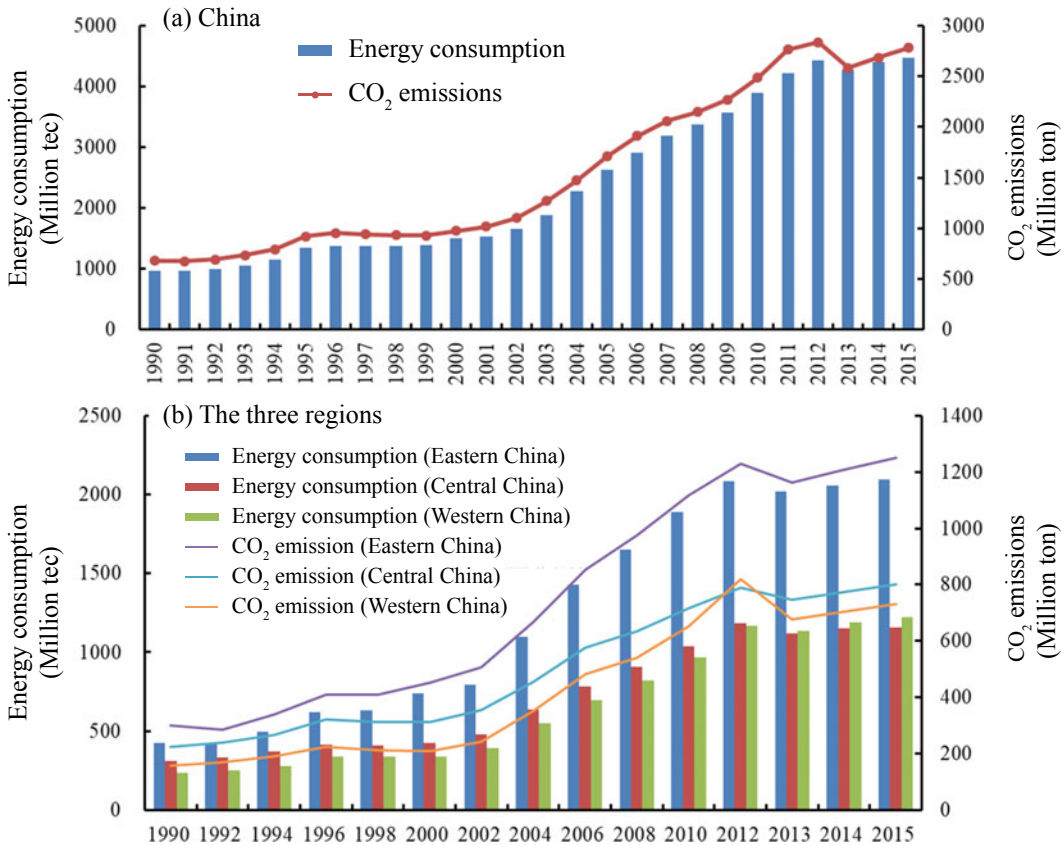 (a) China
Energy consumption
CO₂ emissions
5000
4000
3000
2000
1000
0
Energy consumption
(Million tec)
3000
2500
2000
1500
1000
500
0
CO₂ emissions
(Million ton)
1990 1991 1992 1993 1994 1995 1996 1997 1998 1999 2000 2001 2002 2003 2004 2005 2006 2007 2008 2009 2010 2011 2012 2013 2014 2015
(b) The three regions
Energy consumption (Eastern China)
Energy consumption (Central China)
Energy consumption (Western China)
CO₂ emission (Eastern China)
CO₂ emission (Central China)
CO₂ emission (Western China)
2500
2000
1500
1000
500
0
Energy consumption
(Million tec)
1400
1200
1000
800
600
400
200
0
CO₂ emissions
(Million ton)
1990 1992 1994 1996 1998 2000 2002 2004 2006 2008 2010 2012 2013 2014 2015